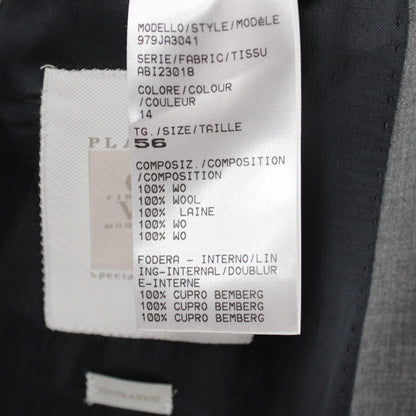 MODELLO/STYLE/MODÈLE
979JA3041
SERIE/FABRIC/TISSU
ABI23018
COLORE/COLOUR
/COULEUR
14
TG./SIZE/TAILLE
56
COMPOSIZ./COMPOSITION
/COMPOSITION
100% WO
100% WOOL
100% LAINE
100% WO
100% WO
FODERA - INTERNO/LIN
ING-INTERNAL/DOUBLUR
E-INTERNE
100% CUPRO BEMBERG
100% CUPRO BEMBERG
100% CUPRO BEMBERG